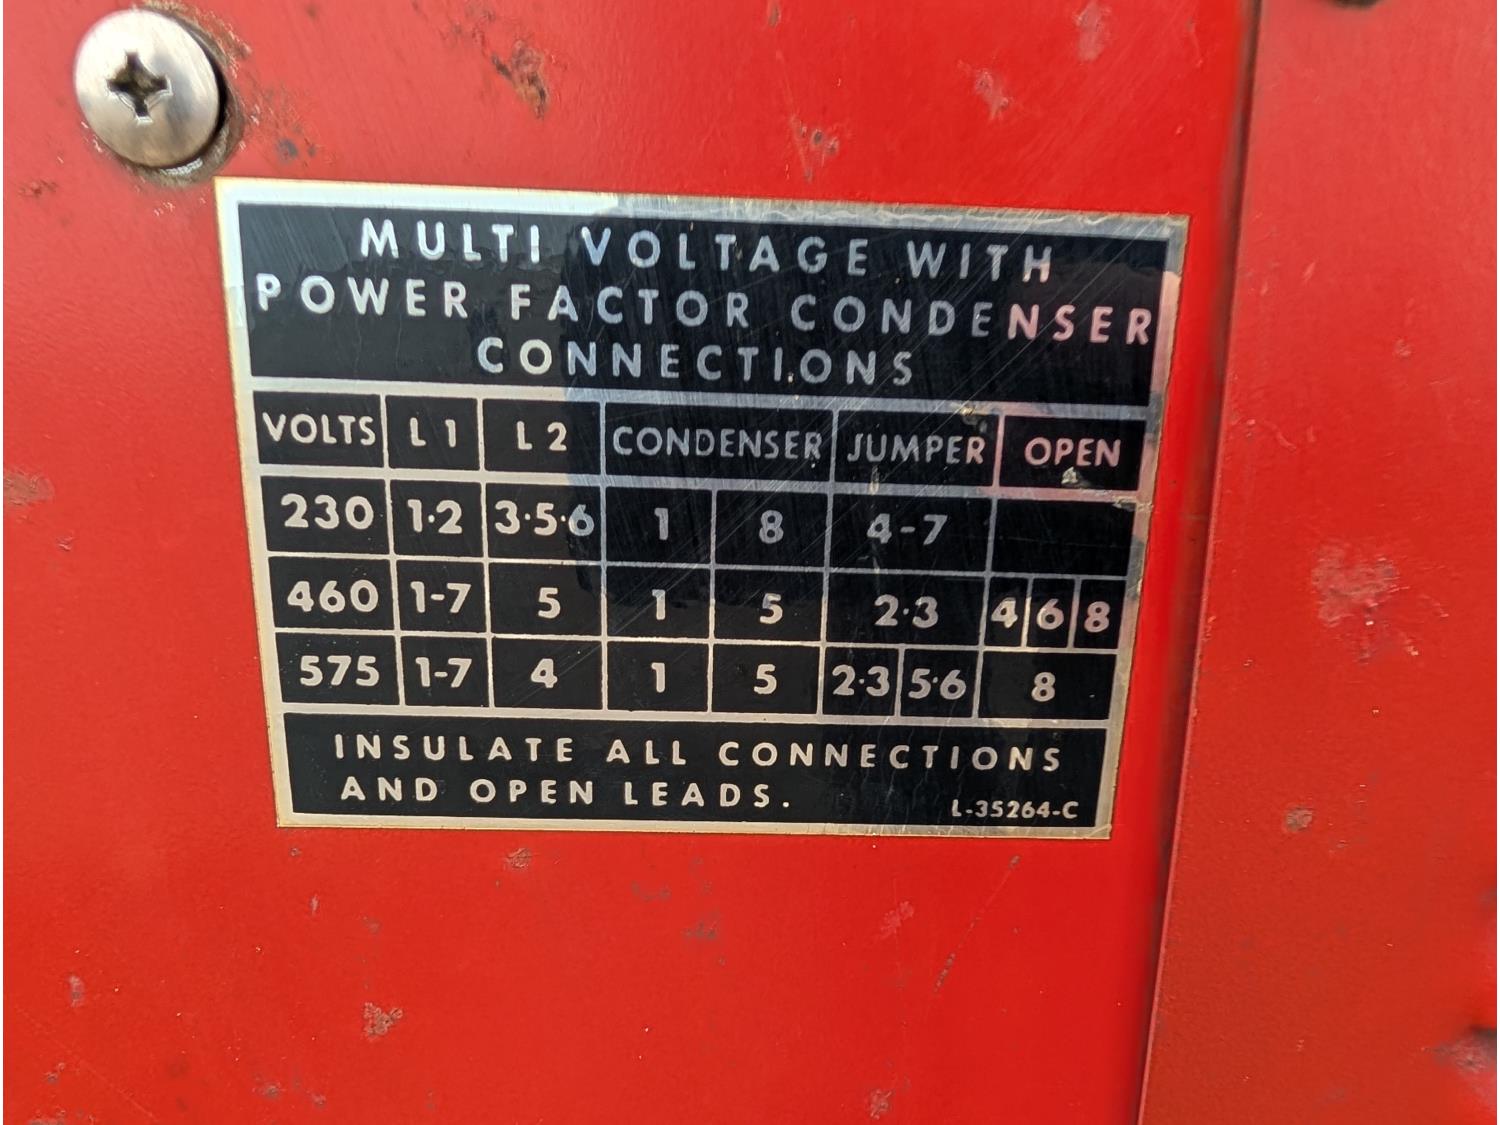 MULTI VOLTAGE WITH
POWER FACTOR CONDENSER
CONNECTIONS
VOLTS L1 L2 CONDENSER JUMPER OPEN
230 1·2 3·5·6 1 8 4-7
460 1-7 5 1 5 2·3 4 6 8
575 1-7 4 1 5 2·3 5·6 8
INSULATE ALL CONNECTIONS
AND OPEN LEADS.
L-35264-C